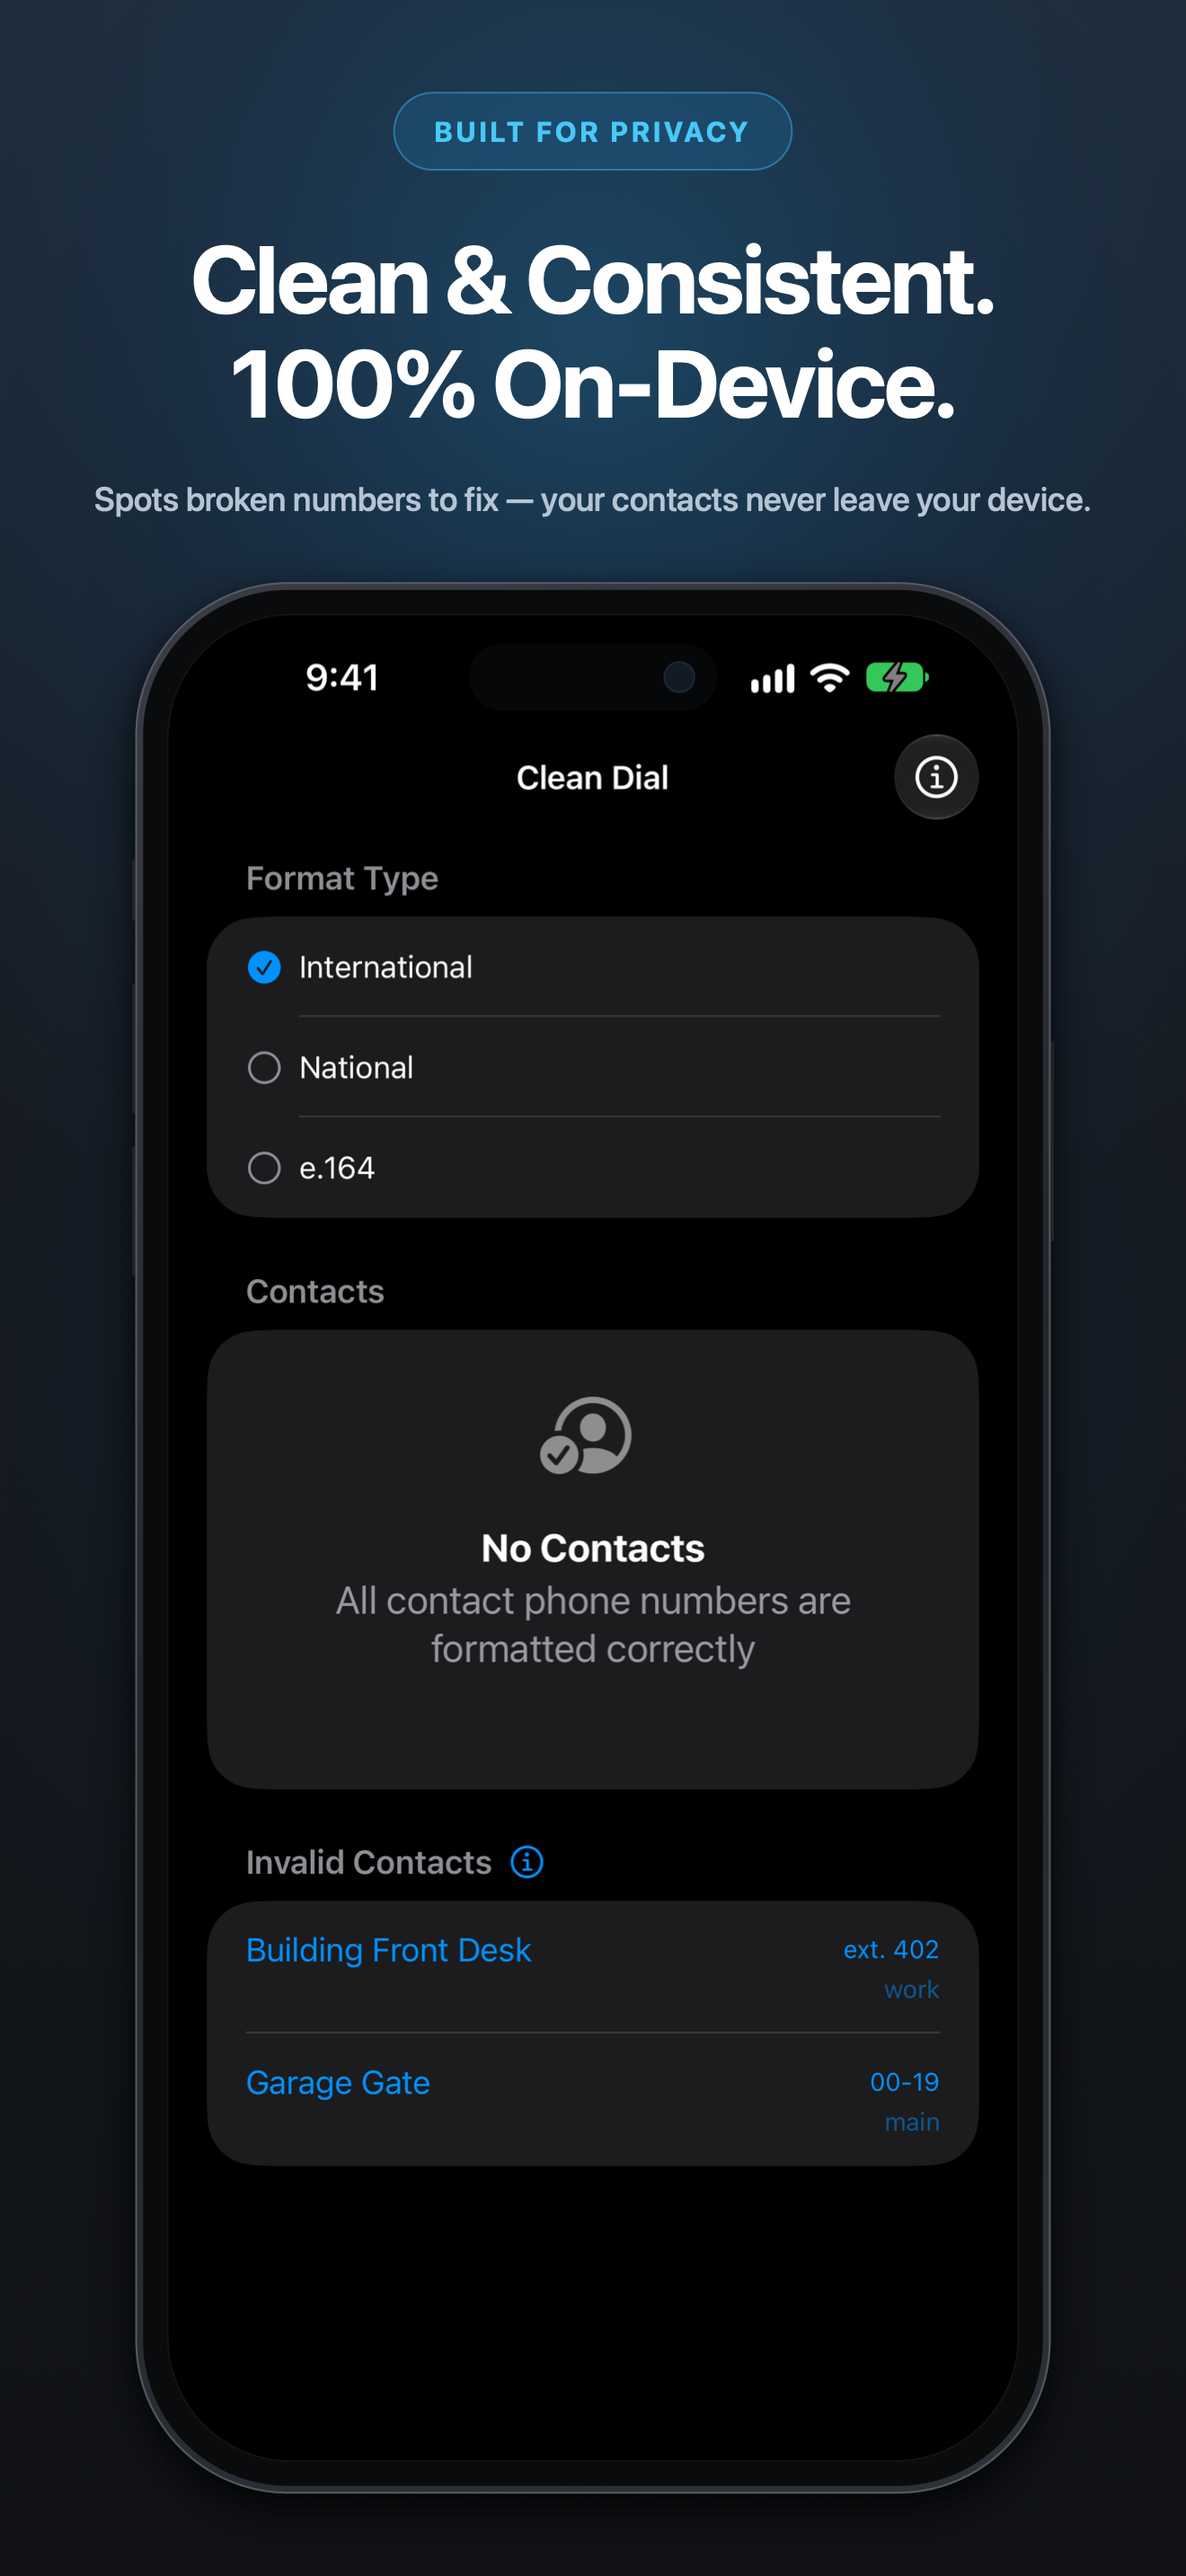 BUILT FOR PRIVACY
Clean & Consistent.
100% On-Device.
Spots broken numbers to fix — your contacts never leave your device.
9:41
Clean Dial
Format Type
International
National
e.164
Contacts
No Contacts
All contact phone numbers are
formatted correctly
Invalid Contacts
Building Front Desk
ext. 402
work
Garage Gate
00-19
main